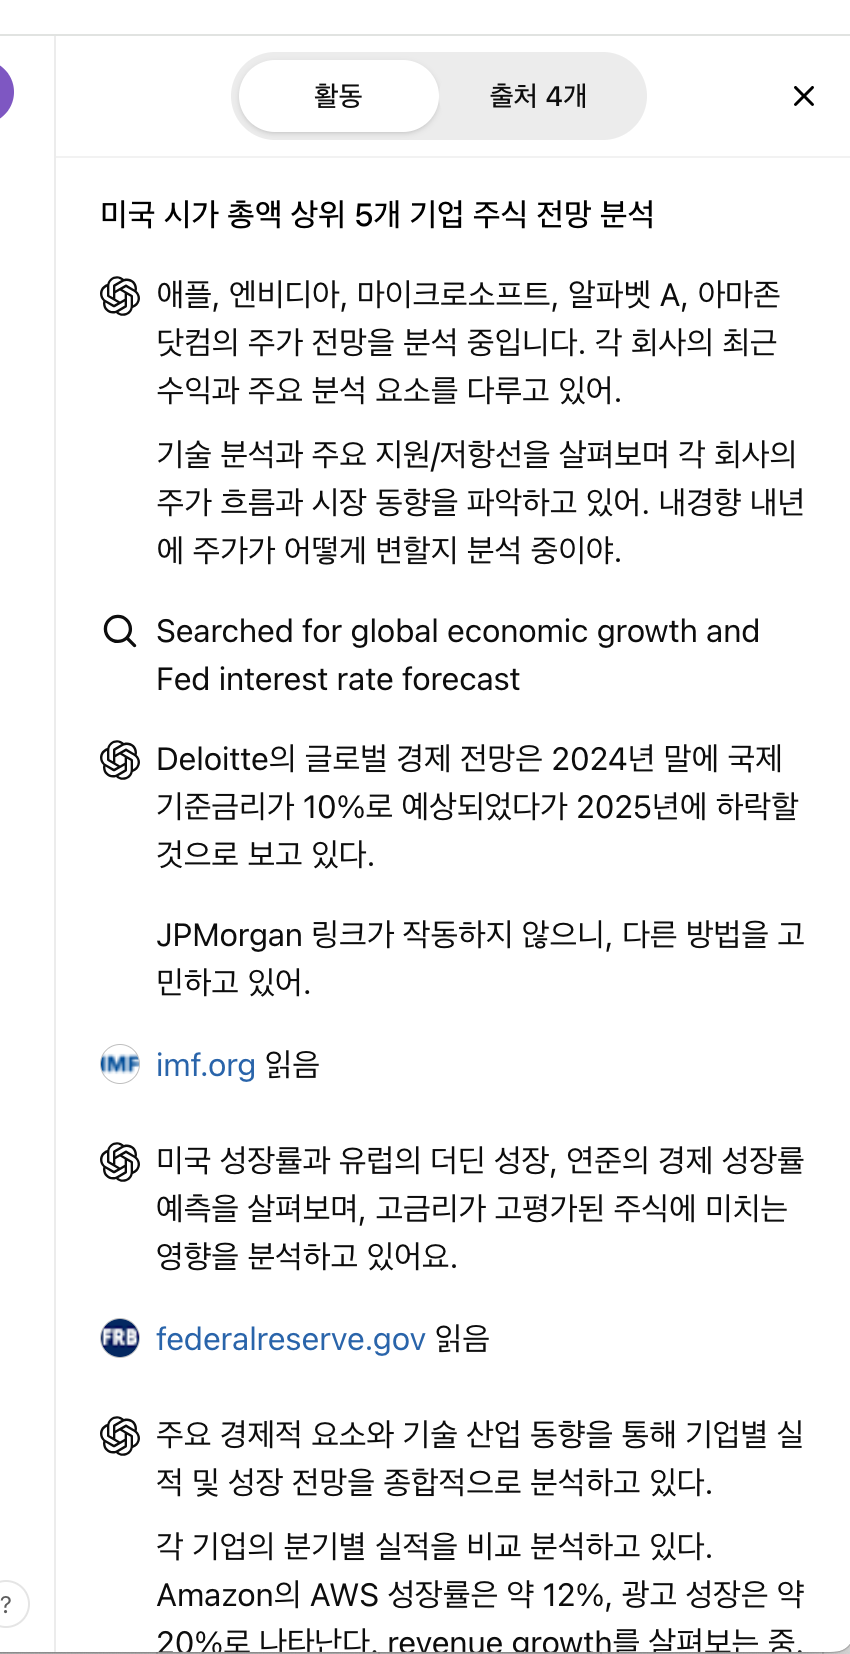 활동
출처 4개
미국 시가 총액 상위 5개 기업 주식 전망 분석
애플, 엔비디아, 마이크로소프트, 알파벳 A, 아마존
닷컴의 주가 전망을 분석 중입니다. 각 회사의 최근
수익과 주요 분석 요소를 다루고 있어.
기술 분석과 주요 지원/저항선을 살펴보며 각 회사의
주가 흐름과 시장 동향을 파악하고 있어. 내경향 내년
에 주가가 어떻게 변할지 분석 중이야.
Searched for global economic growth and
Fed interest rate forecast
Deloitte의 글로벌 경제 전망은 2024년 말에 국제
기준금리가 10%로 예상되었다가 2025년에 하락할
것으로 보고 있다.
JPMorgan 링크가 작동하지 않으니, 다른 방법을 고
민하고 있어.
IMF imf.org 읽음
미국 성장률과 유럽의 더딘 성장, 연준의 경제 성장률
예측을 살펴보며, 고금리가 고평가된 주식에 미치는
영향을 분석하고 있어요.
FRB federalreserve.gov 읽음
주요 경제적 요소와 기술 산업 동향을 통해 기업별 실
적 및 성장 전망을 종합적으로 분석하고 있다.
각 기업의 분기별 실적을 비교 분석하고 있다.
Amazon의 AWS 성장률은 약 12%, 광고 성장은 약
?
20%로 나타난다. revenue growth를 살펴보는 중.